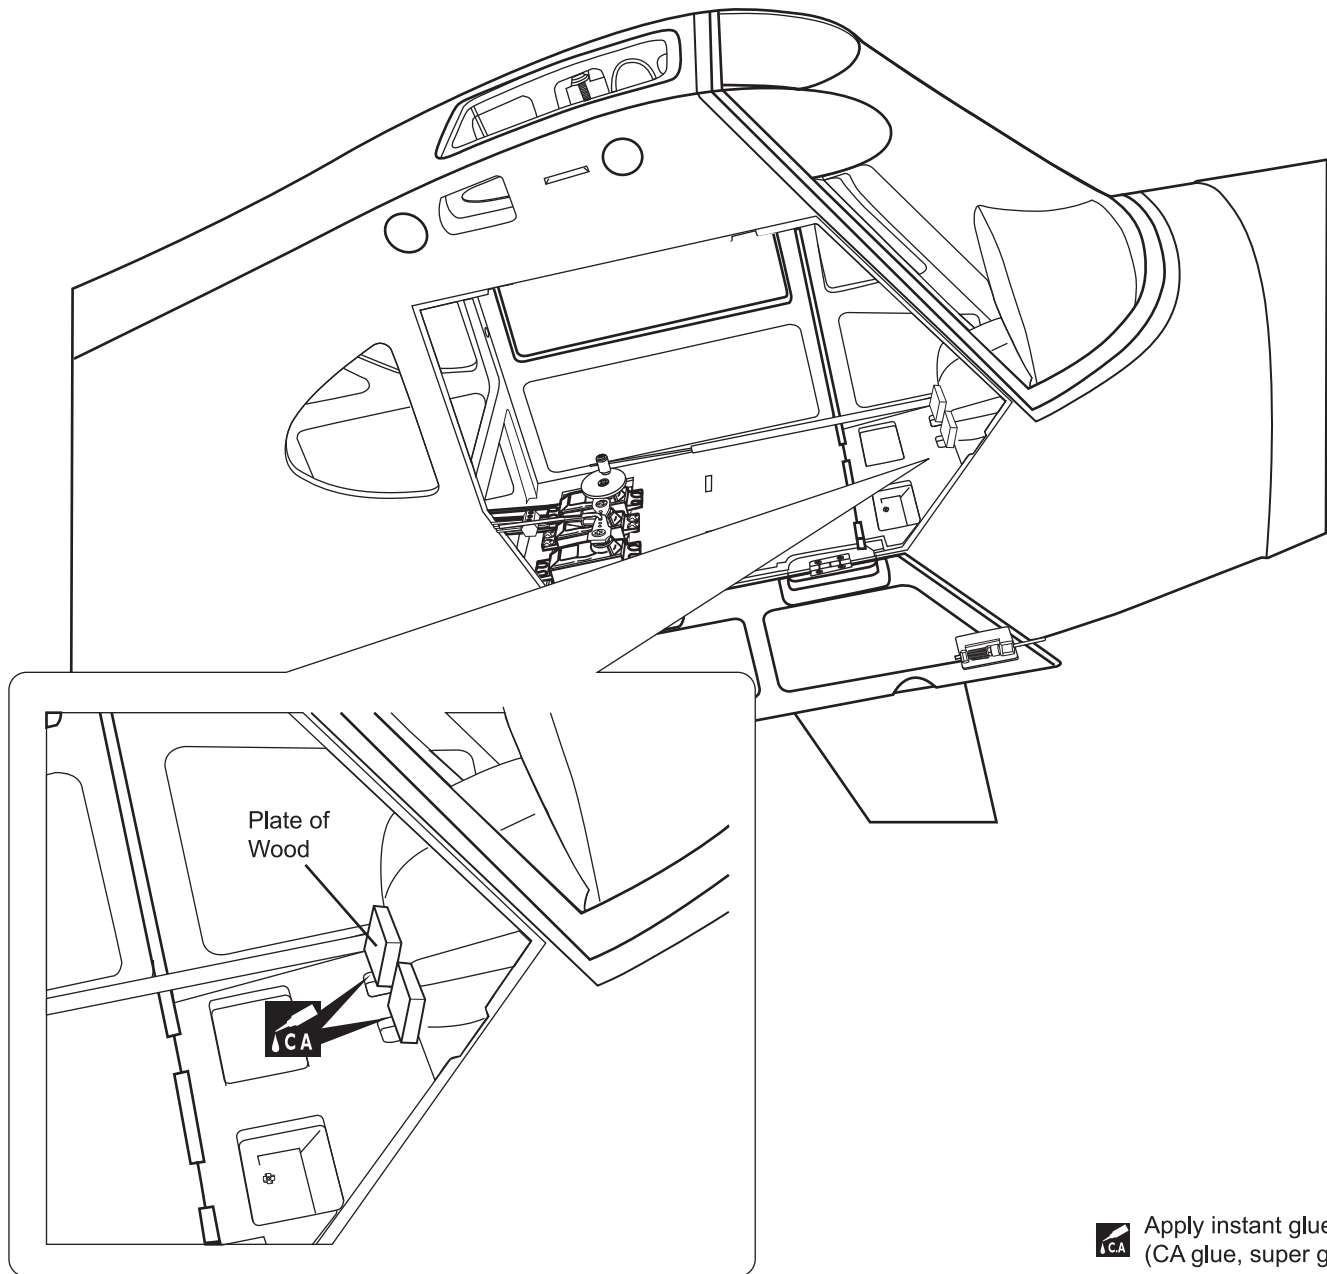 Plate of
Wood
CA
C.A
Apply instant glue
(CA glue, super g